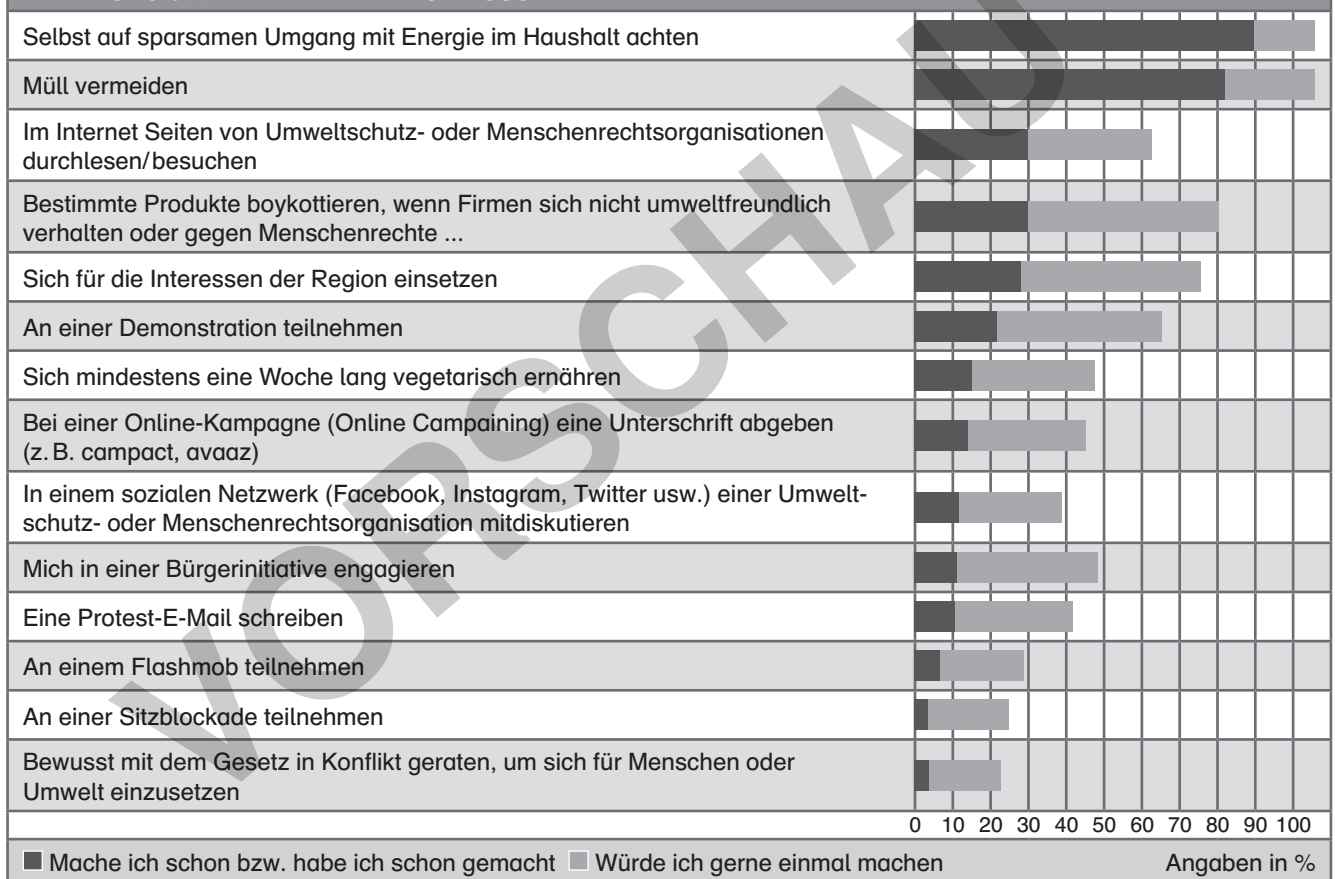 Selbst auf sparsamen Umgang mit Energie im Haushalt achten
Müll vermeiden
Im Internet Seiten von Umweltschutz- oder Menschenrechtsorganisationen
durchlesen/besuchen
Bestimmte Produkte boykottieren, wenn Firmen sich nicht umweltfreundlich
verhalten oder gegen Menschenrechte ...
Sich für die Interessen der Region einsetzen
An einer Demonstration teilnehmen
Sich mindestens eine Woche lang vegetarisch ernähren
Bei einer Online-Kampagne (Online Campaining) eine Unterschrift abgeben
(z. B. campact, avaaz)
In einem sozialen Netzwerk (Facebook, Instagram, Twitter usw.) einer Umwelt-
schutz- oder Menschenrechtsorganisation mitdiskutieren
Mich in einer Bürgerinitiative engagieren
Eine Protest-E-Mail schreiben
An einem Flashmob teilnehmen
An einer Sitzblockade teilnehmen
Bewusst mit dem Gesetz in Konflikt geraten, um sich für Menschen oder
Umwelt einzusetzen
0 10 20 30 40 50 60 70 80 90 100
Mache ich schon bzw. habe ich schon gemacht Würde ich gerne einmal machen Angaben in %
VORSCHAU